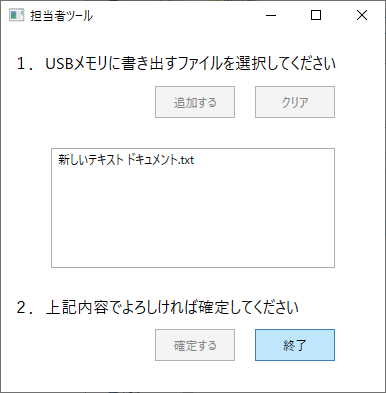 担当者ツール
１．USBメモリに書き出すファイルを選択してください
追加する クリア
新しいテキスト ドキュメント.txt
２．上記内容でよろしければ確定してください
確定する 終了